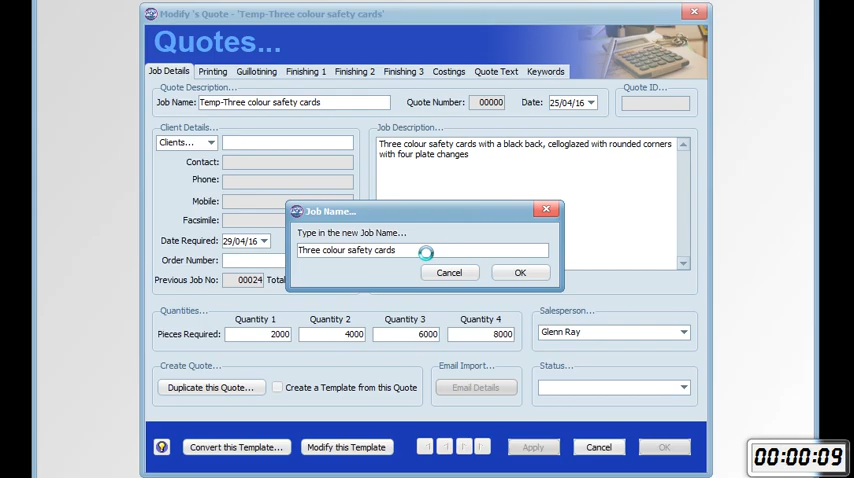 Modify 's Quote - 'Temp-Three colour safety cards'
Quotes...
Job Details Printing Guillotining Finishing 1 Finishing 2 Finishing 3 Costings Quote Text Keywords
Quote Description...
Job Name: Temp-Three colour safety cards Quote Number: 00000 Date: 25/04/16
Quote ID...
Client Details...
Clients...
Contact:
Phone:
Mobile:
Facsimile:
Date Required: 29/04/16
Order Number:
Previous Job No: 00024 Total
Job Description...
Three colour safety cards with a black back, celloglazed with rounded corners
with four plate changes
Job Name...
Type in the new Job Name...
Three colour safety cards
Cancel OK
Quantities...
Quantity 1 Quantity 2 Quantity 3 Quantity 4
Pieces Required: 2000 4000 6000 8000
Salesperson...
Glenn Ray
Create Quote...
Duplicate this Quote... Create a Template from this Quote
Email Import...
Email Details
Status...
Convert this Template... Modify this Template Apply Cancel OK
00:00:09